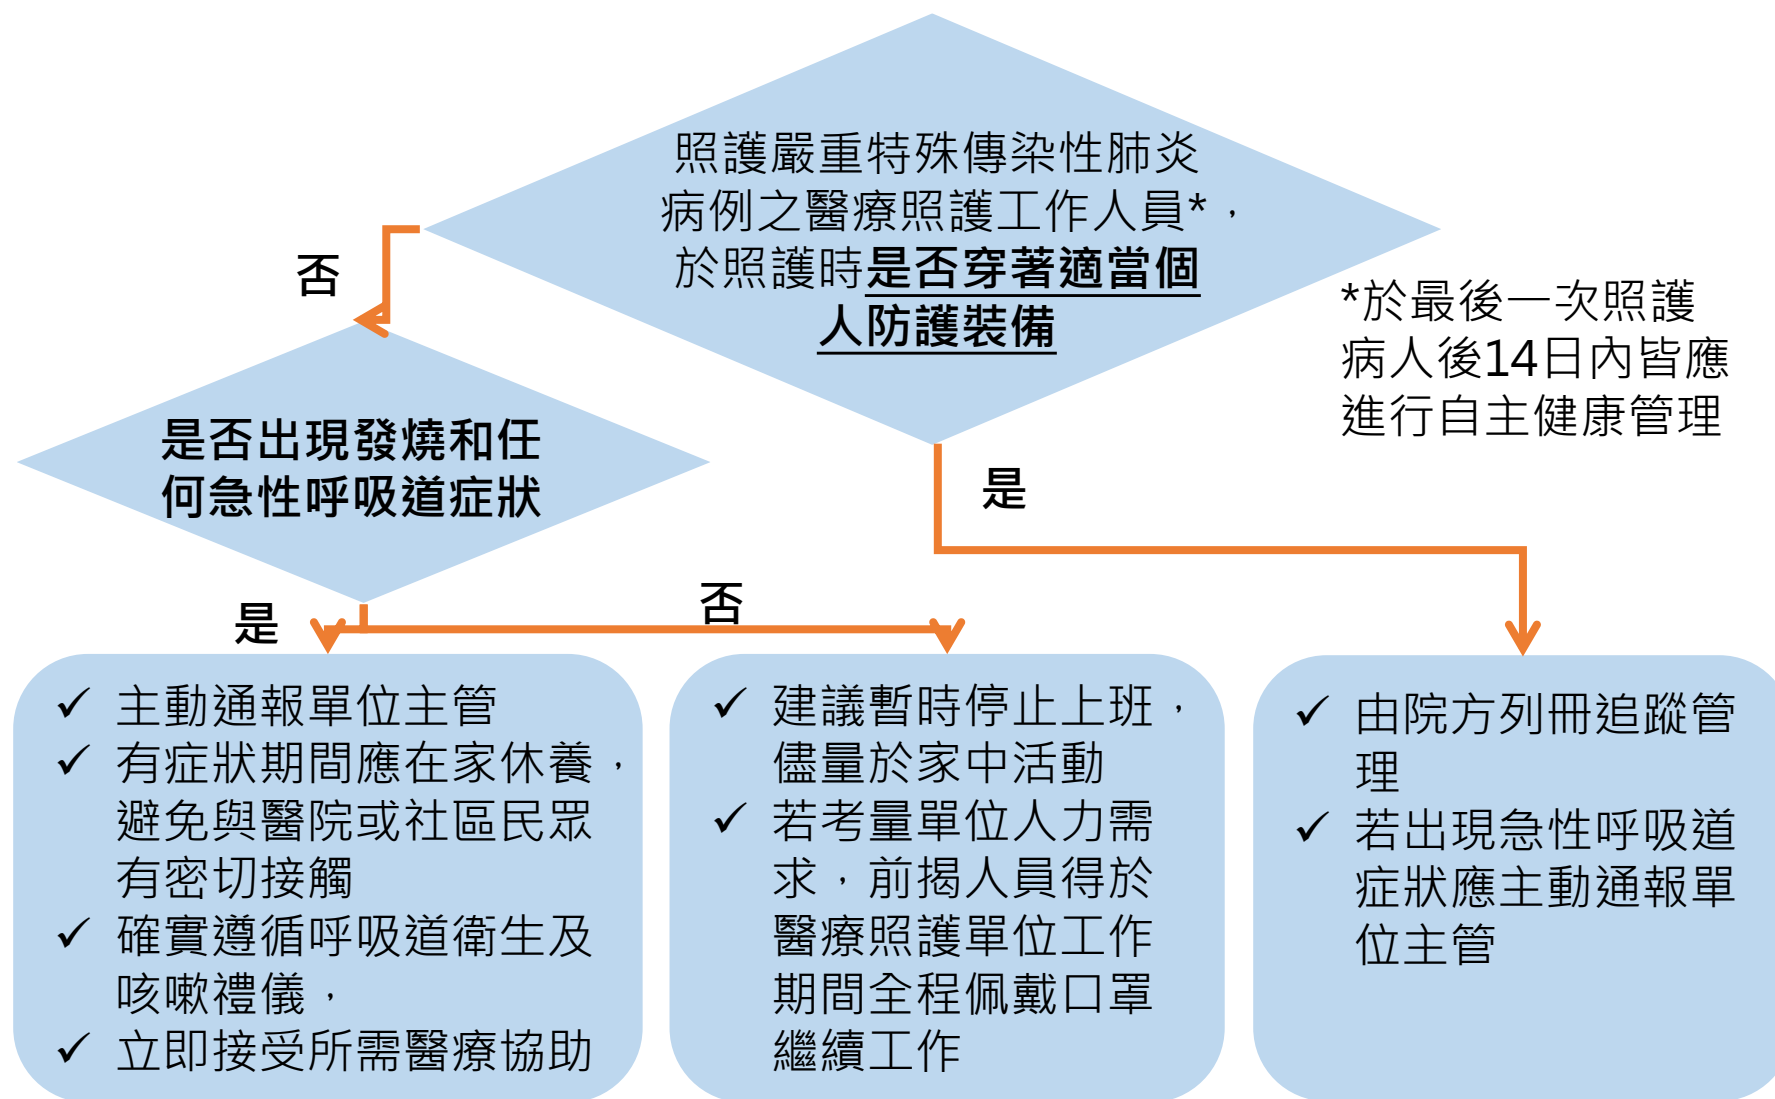 照護嚴重特殊傳染性肺炎
病例之醫療照護工作人員*，
於照護時是否穿著適當個
人防護裝備
否
*於最後一次照護
病人後14日內皆應
進行自主健康管理
是否出現發燒和任
何急性呼吸道症狀
是
是
否
✓ 主動通報單位主管
✓ 有症狀期間應在家休養，
避免與醫院或社區民眾
有密切接觸
✓ 確實遵循呼吸道衛生及
咳嗽禮儀，
✓ 立即接受所需醫療協助
✓ 建議暫時停止上班，
儘量於家中活動
✓ 若考量單位人力需
求，前揭人員得於
醫療照護單位工作
期間全程佩戴口罩
繼續工作
✓ 由院方列冊追蹤管
理
✓ 若出現急性呼吸道
症狀應主動通報單
位主管